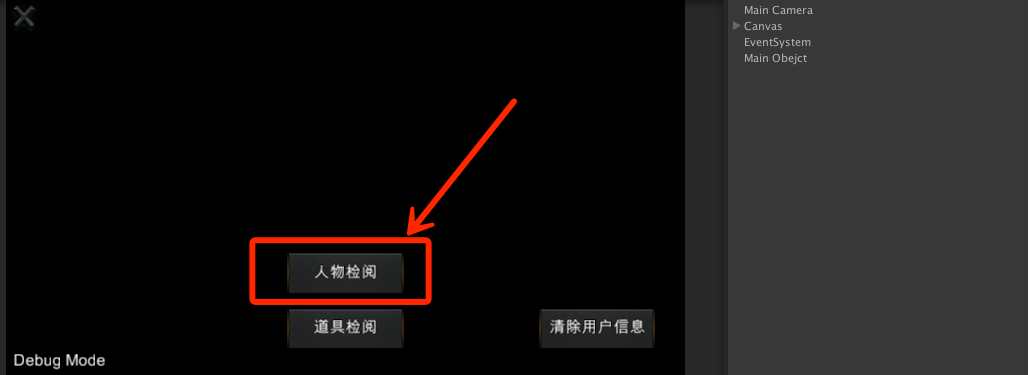 人物检阅
道具检阅
清除用户信息
Debug Mode
Main Camera
Canvas
EventSystem
Main Obejct